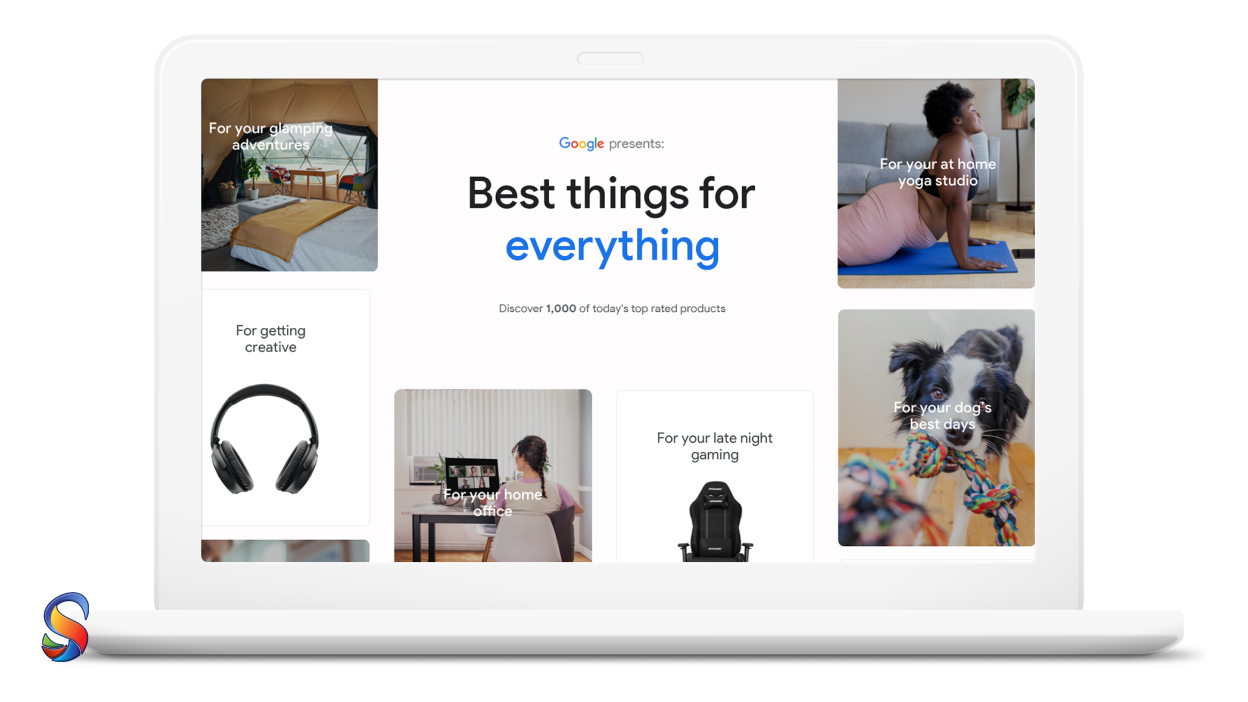 For your glamping
adventures
Google presents:
Best things for
everything
Discover 1,000 of today's top rated products
For your at home
yoga studio
For getting
creative
For your home
office
For your late night
gaming
For your dog's
best days